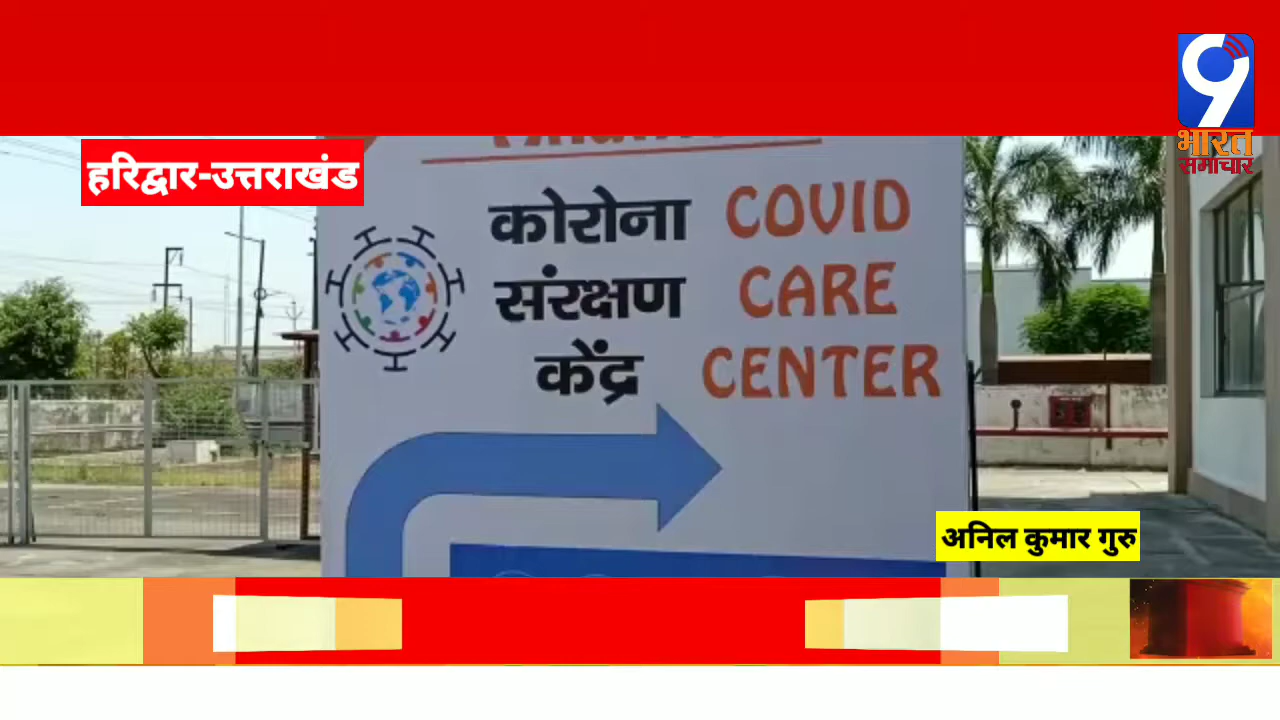 9
भारत
समाचार
हरिद्वार-उत्तराखंड
कोरोना
संरक्षण
केंद्र
COVID
CARE
CENTER
अनिल कुमार गुरु